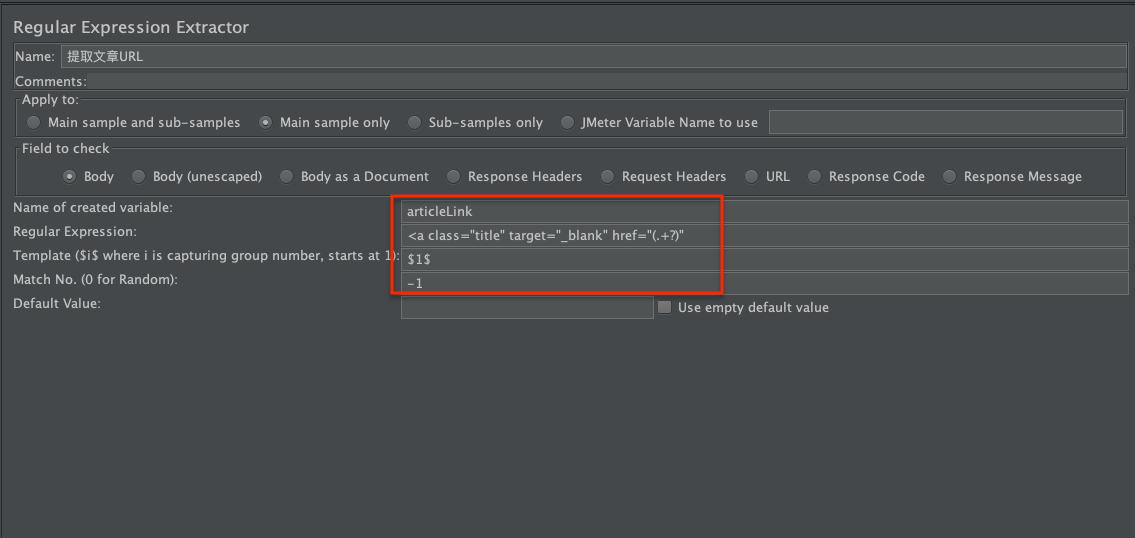 Regular Expression Extractor
Name: 提取文章URL
Comments:
Apply to:
Main sample and sub-samples Main sample only Sub-samples only JMeter Variable Name to use
Field to check
Body Body (unescaped) Body as a Document Response Headers Request Headers URL Response Code Response Message
Name of created variable: articleLink
Regular Expression: <a class="title" target="_blank" href="(.+?)"
Template ($i$ where i is capturing group number, starts at 1): $1$
Match No. (0 for Random): -1
Default Value: Use empty default value